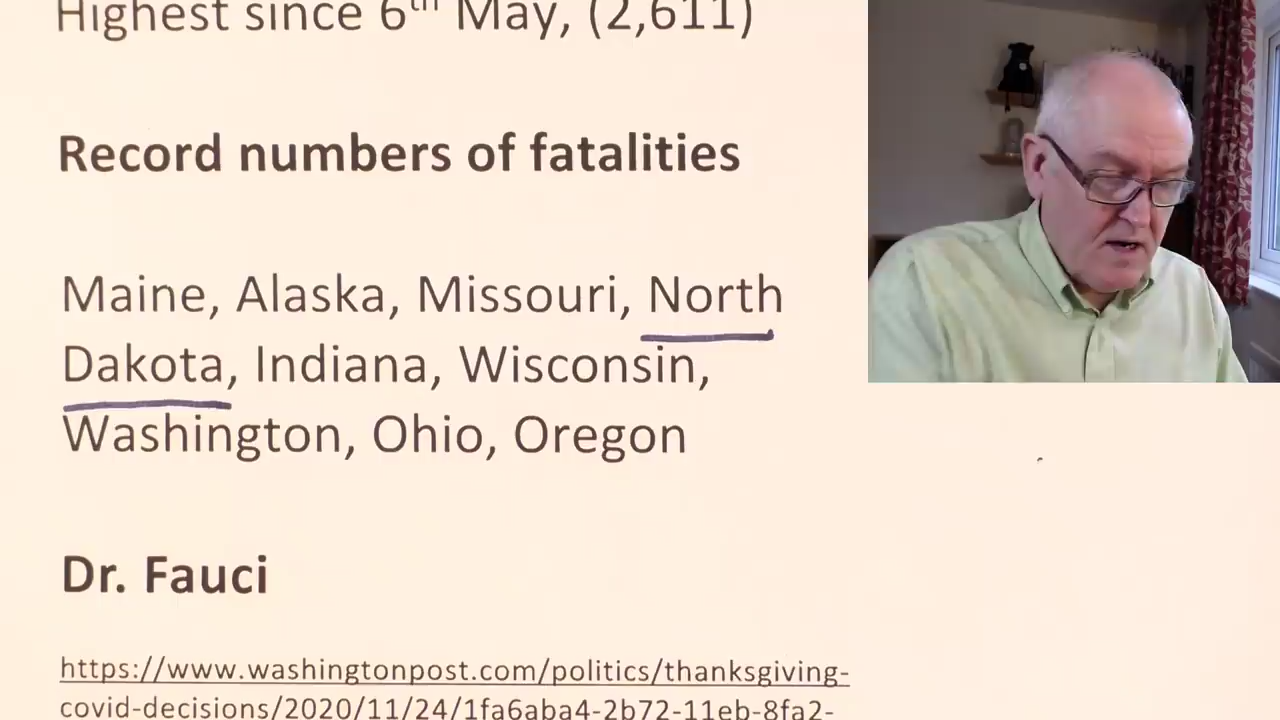 Highest since 6th May, (2,611)
Record numbers of fatalities
Maine, Alaska, Missouri, North
Dakota, Indiana, Wisconsin,
Washington, Ohio, Oregon
Dr. Fauci
https://www.washingtonpost.com/politics/thanksgiving-
covid-decisions/2020/11/24/1fa6aba4-2b72-11eb-8fa2-